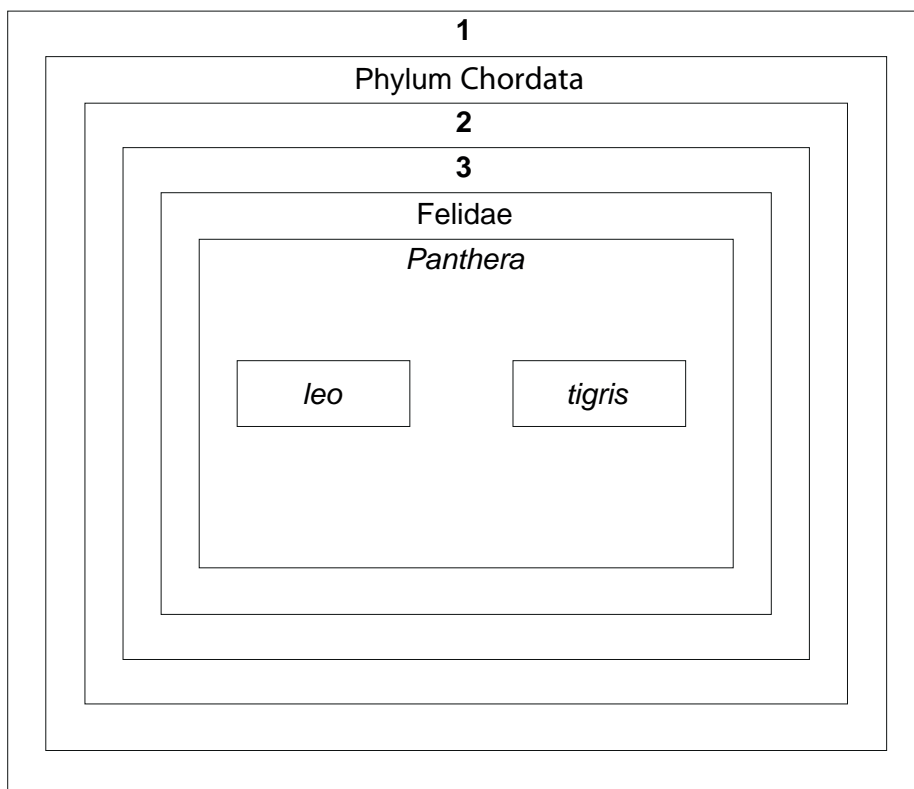 1
Phylum Chordata
2
3
Felidae
Panthera
leo tigris